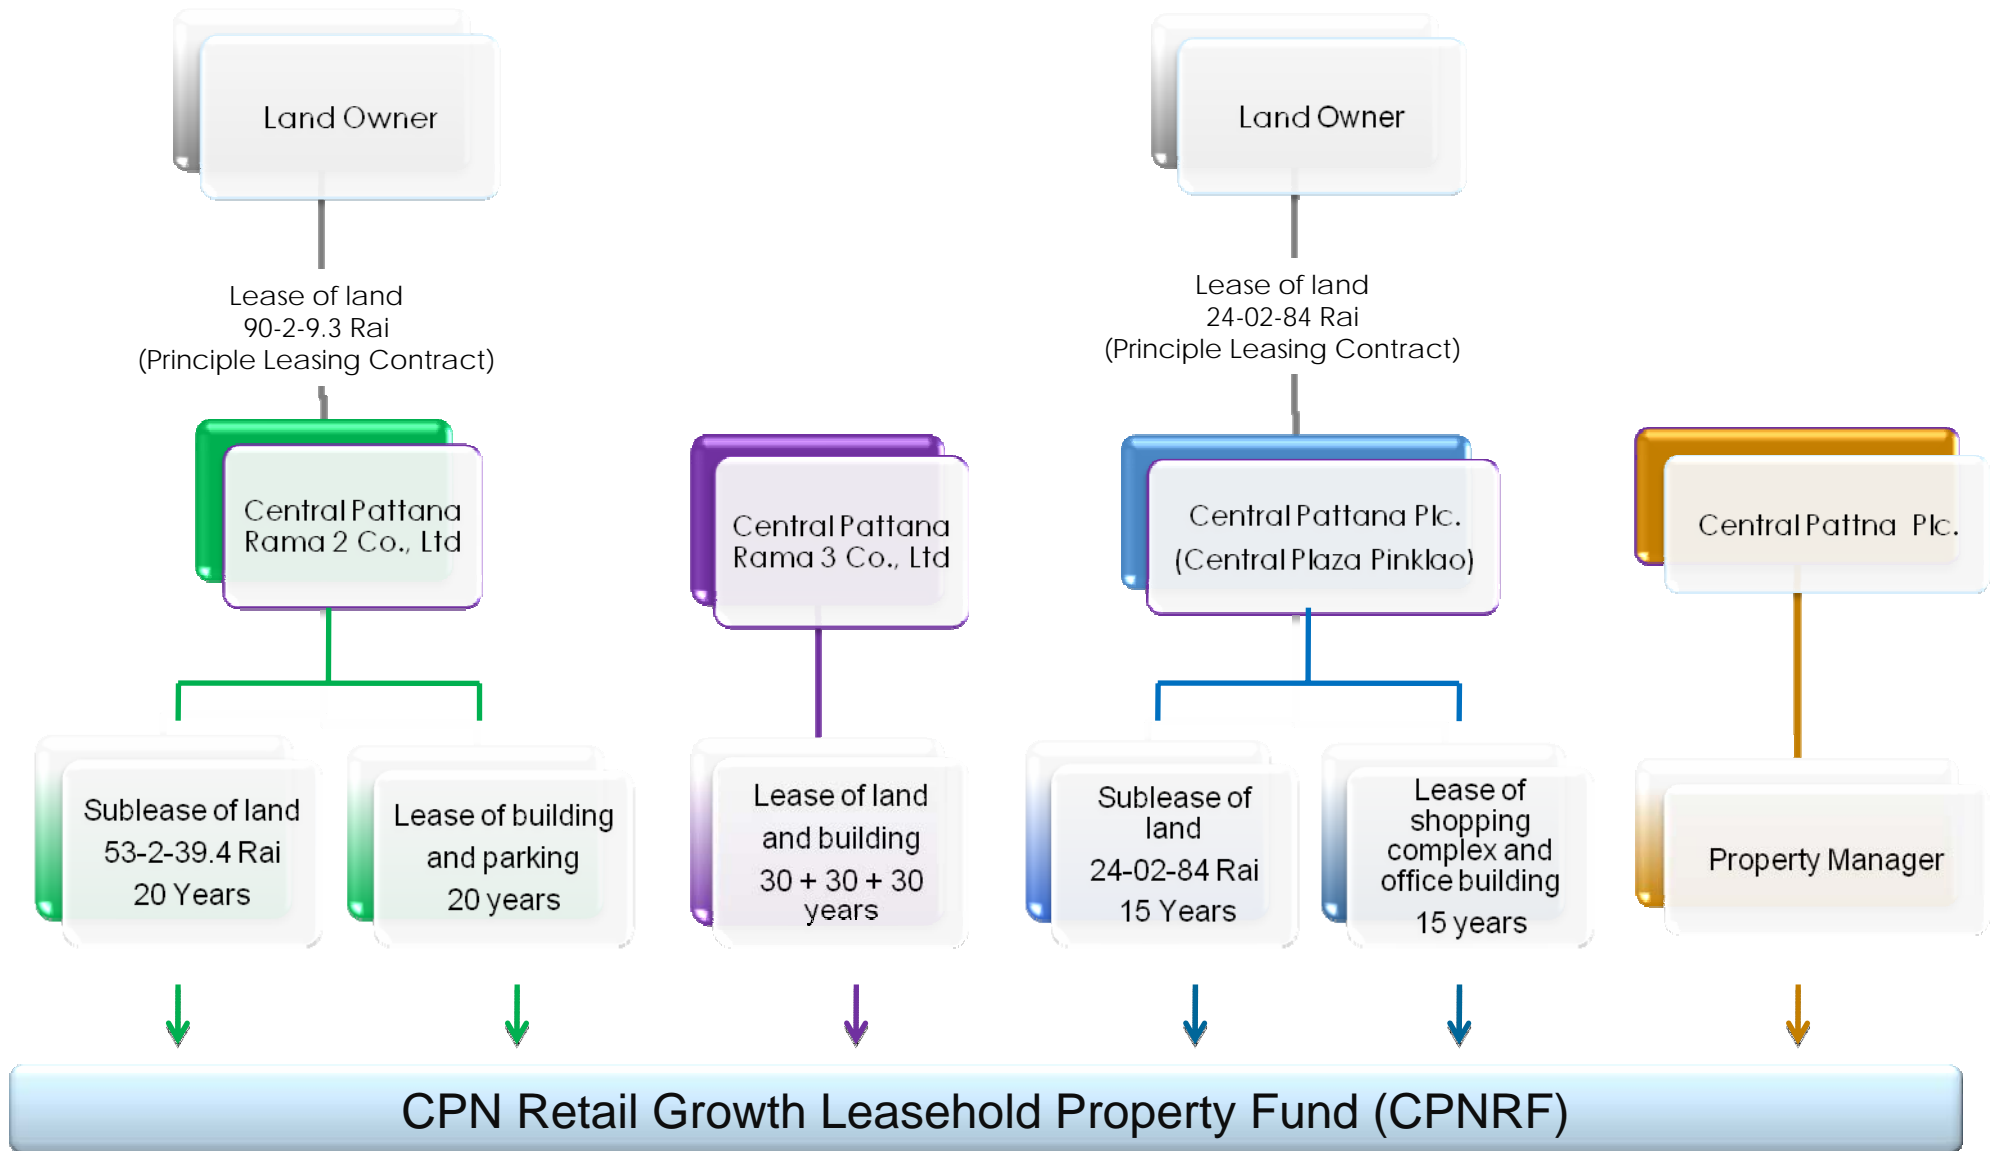 Land Owner
Land Owner
Lease of land
90-2-9.3 Rai
(Principle Leasing Contract)
Lease of land
24-02-84 Rai
(Principle Leasing Contract)
Central Pattana
Rama 2 Co., Ltd
Central Pattana
Rama 3 Co., Ltd
Central Pattana Plc.
(Central Plaza Pinklao)
Central Pattna Plc.
Sublease of land
53-2-39.4 Rai
20 Years
Lease of building
and parking
20 years
Lease of land
and building
30 + 30 + 30
years
Sublease of
land
24-02-84 Rai
15 Years
Lease of
shopping
complex and
office building
15 years
Property Manager
CPN Retail Growth Leasehold Property Fund (CPNRF)